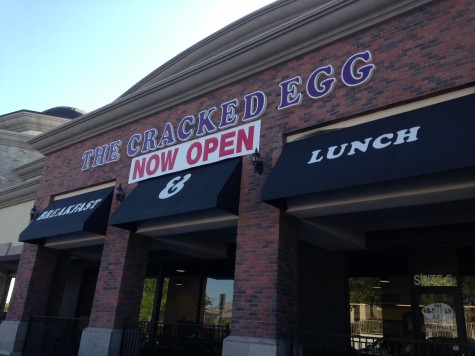 THE CRACKED EGG
NOW OPEN
BREAKFAST
&
LUNCH